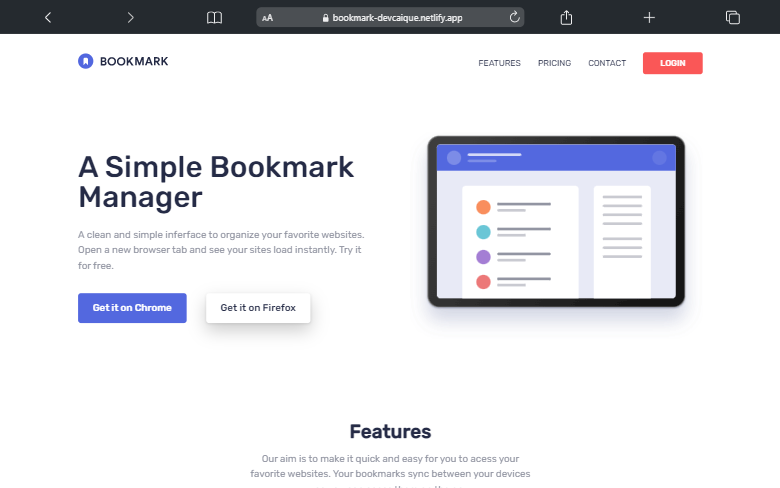 AA bookmark-devcaique.netlify.app
BOOKMARK
FEATURES PRICING CONTACT LOGIN
A Simple Bookmark
Manager
A clean and simple inferface to organize your favorite websites.
Open a new browser tab and see your sites load instantly. Try it
for free.
Get it on Chrome Get it on Firefox
Features
Our aim is to make it quick and easy for you to acess your
favorite websites. Your bookmarks sync between your devices